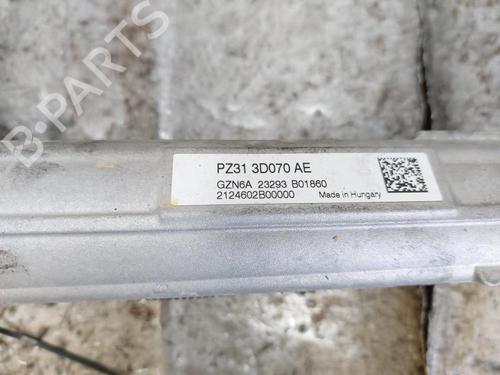 B-PARTS
PZ31 3D070 AE
GZN6A 23293 B01860
2124602B00000 Made in Hungary